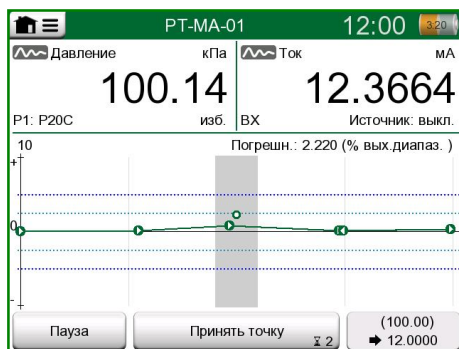 PT-MA-01 12:00 3:20
Давление кПа
100.14
P1: P20C изб.
Ток мА
12.3664
ВХ Источник: выкл.
10 Погрешн.: 2.220 (% вых.диапаз. )
+
0
-
Пауза
Принять точку 2
(100.00)
➡ 12.0000